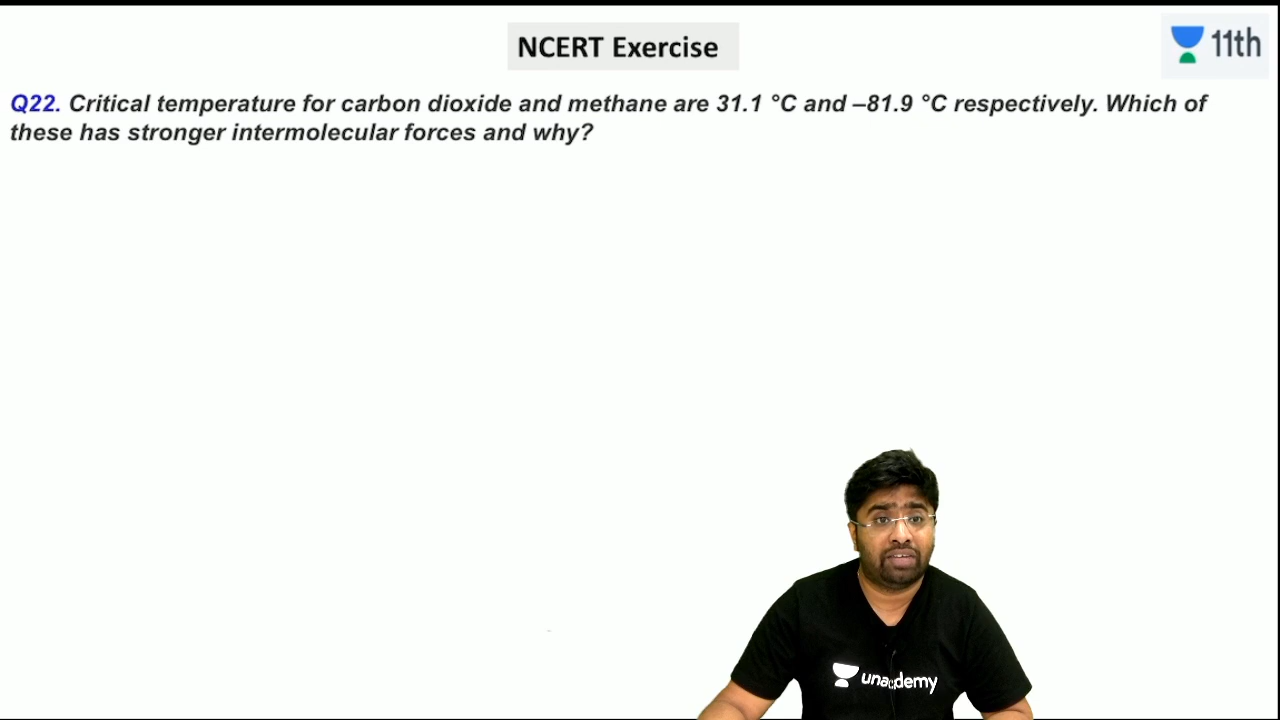 NCERT Exercise
11th
Q22. Critical temperature for carbon dioxide and methane are 31.1 °C and –81.9 °C respectively. Which of
these has stronger intermolecular forces and why?
unacademy